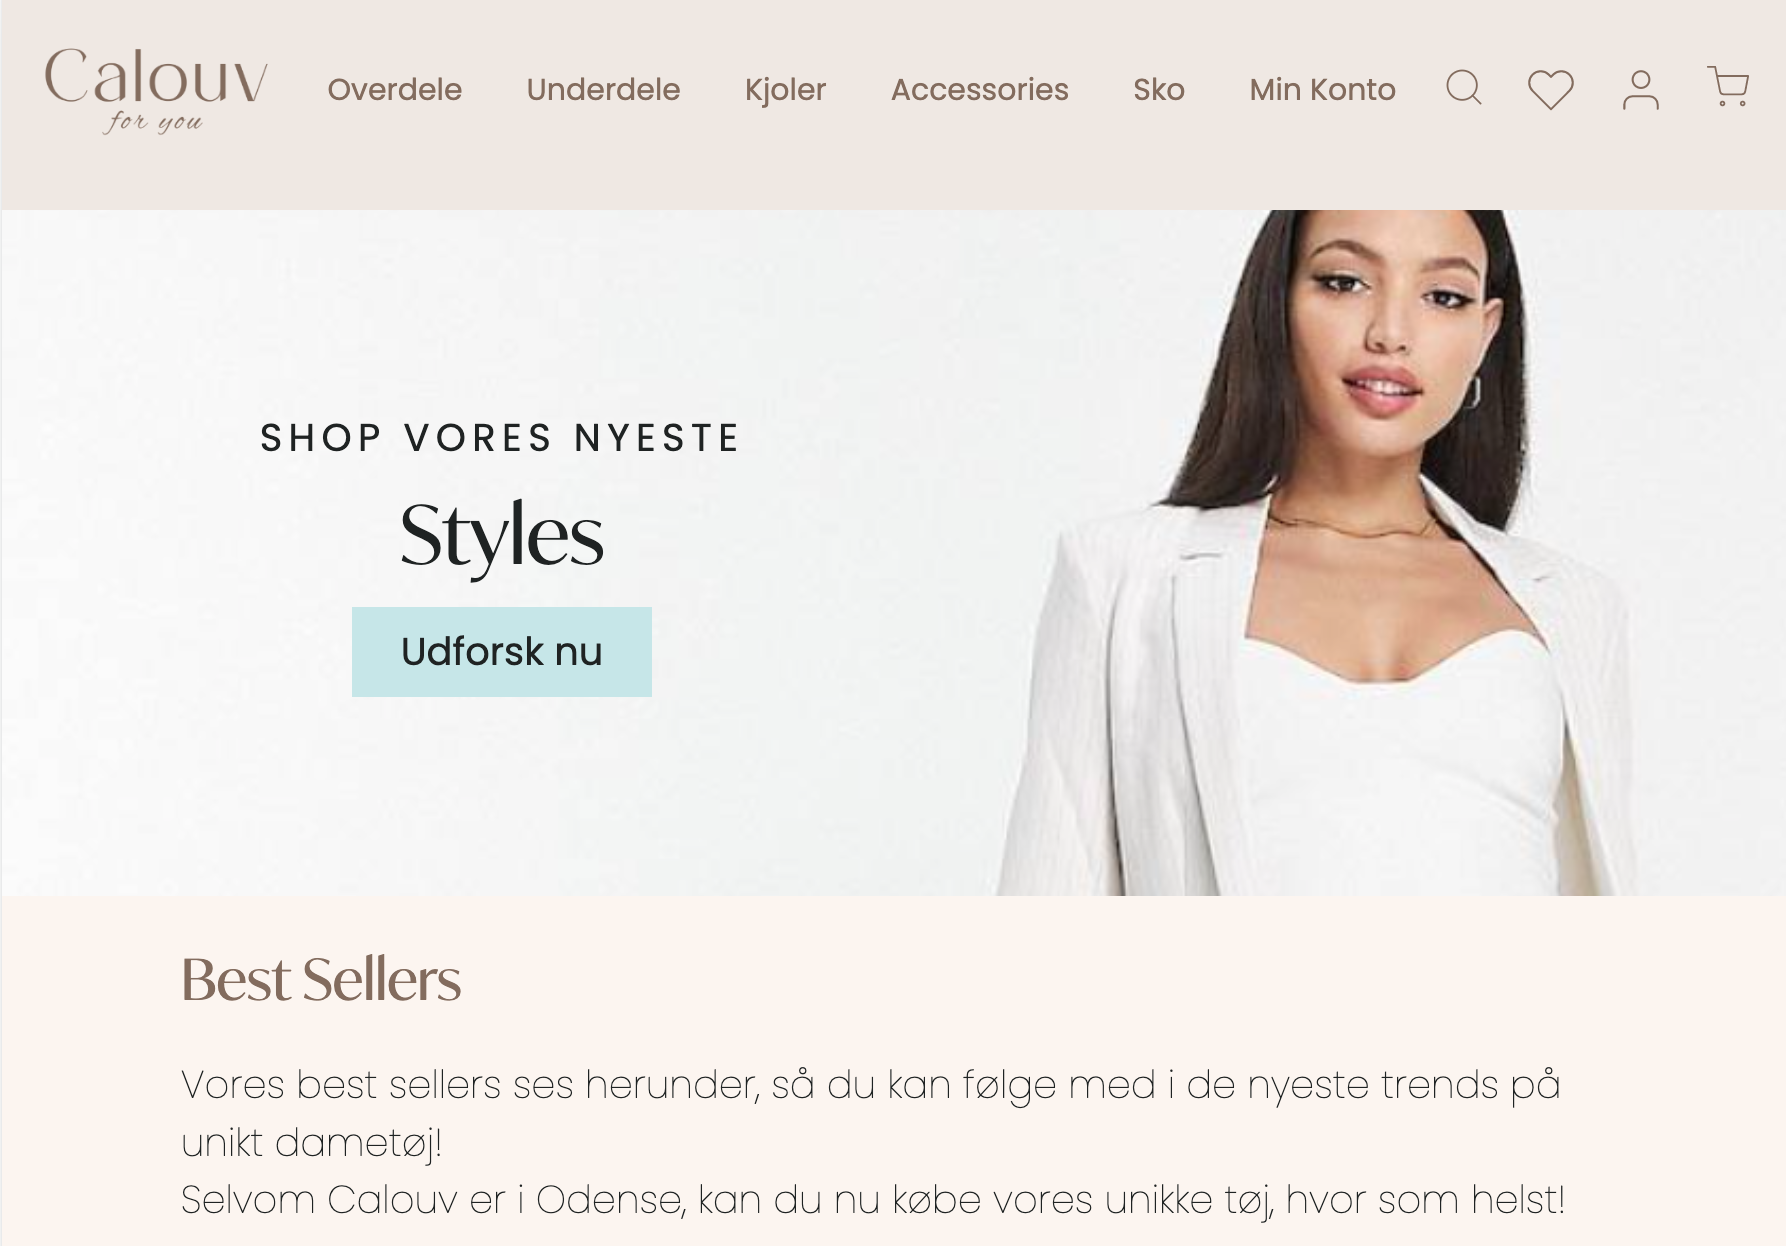 Calouv
for you
Overdele Underdele Kjoler Accessories Sko Min Konto
SHOP VORES NYESTE
Styles
Udforsk nu
Best Sellers
Vores best sellers ses herunder, så du kan følge med i de nyeste trends på
unikt dametøj!
Selvom Calouv er i Odense, kan du nu købe vores unikke tøj, hvor som helst!